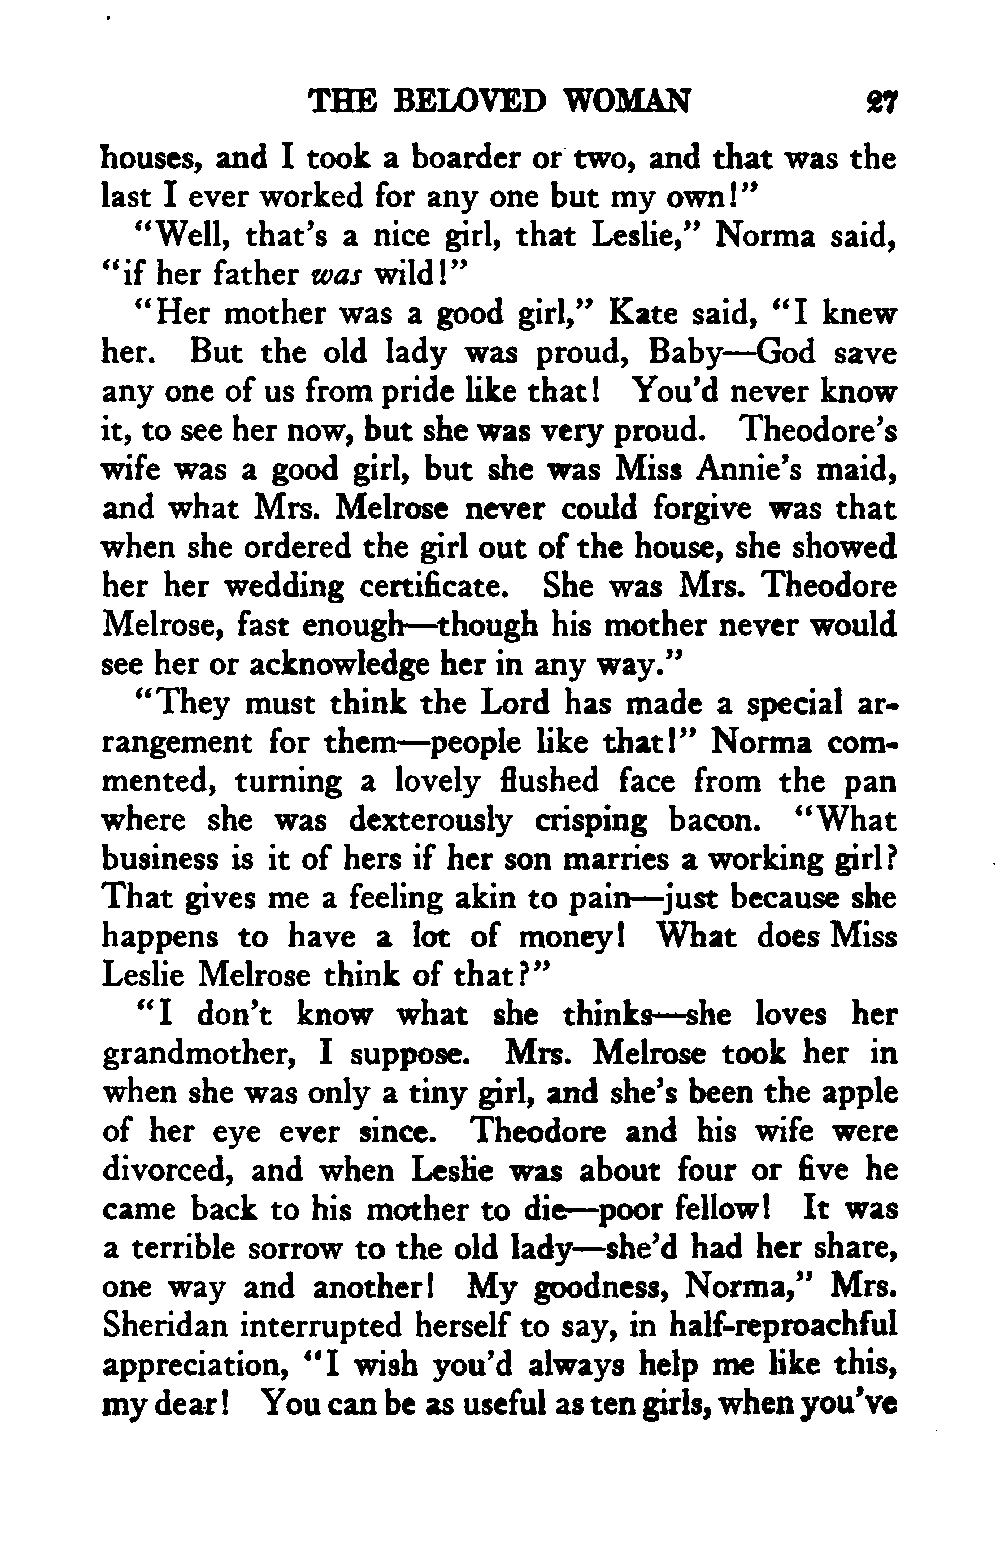 THE BELOVED WOMAN 27
houses, and I took a boarder or two, and that was the
last I ever worked for any one but my own!"
"Well, that's a nice girl, that Leslie," Norma said,
"if her father was wild!"
"Her mother was a good girl," Kate said, "I knew
her. But the old lady was proud, Baby—God save
any one of us from pride like that! You'd never know
it, to see her now, but she was very proud. Theodore's
wife was a good girl, but she was Miss Annie's maid,
and what Mrs. Melrose never could forgive was that
when she ordered the girl out of the house, she showed
her her wedding certificate. She was Mrs. Theodore
Melrose, fast enough—though his mother never would
see her or acknowledge her in any way."
"They must think the Lord has made a special ar-
rangement for them—people like that!" Norma com-
mented, turning a lovely flushed face from the pan
where she was dexterously crisping bacon. "What
business is it of hers if her son marries a working girl?
That gives me a feeling akin to pain—just because she
happens to have a lot of money! What does Miss
Leslie Melrose think of that?"
"I don't know what she thinks—she loves her
grandmother, I suppose. Mrs. Melrose took her in
when she was only a tiny girl, and she's been the apple
of her eye ever since. Theodore and his wife were
divorced, and when Leslie was about four or five he
came back to his mother to die—poor fellow! It was
a terrible sorrow to the old lady—she'd had her share,
one way and another! My goodness, Norma," Mrs.
Sheridan interrupted herself to say, in half-reproachful
appreciation, "I wish you'd always help me like this,
my dear! You can be as useful as ten girls, when you've